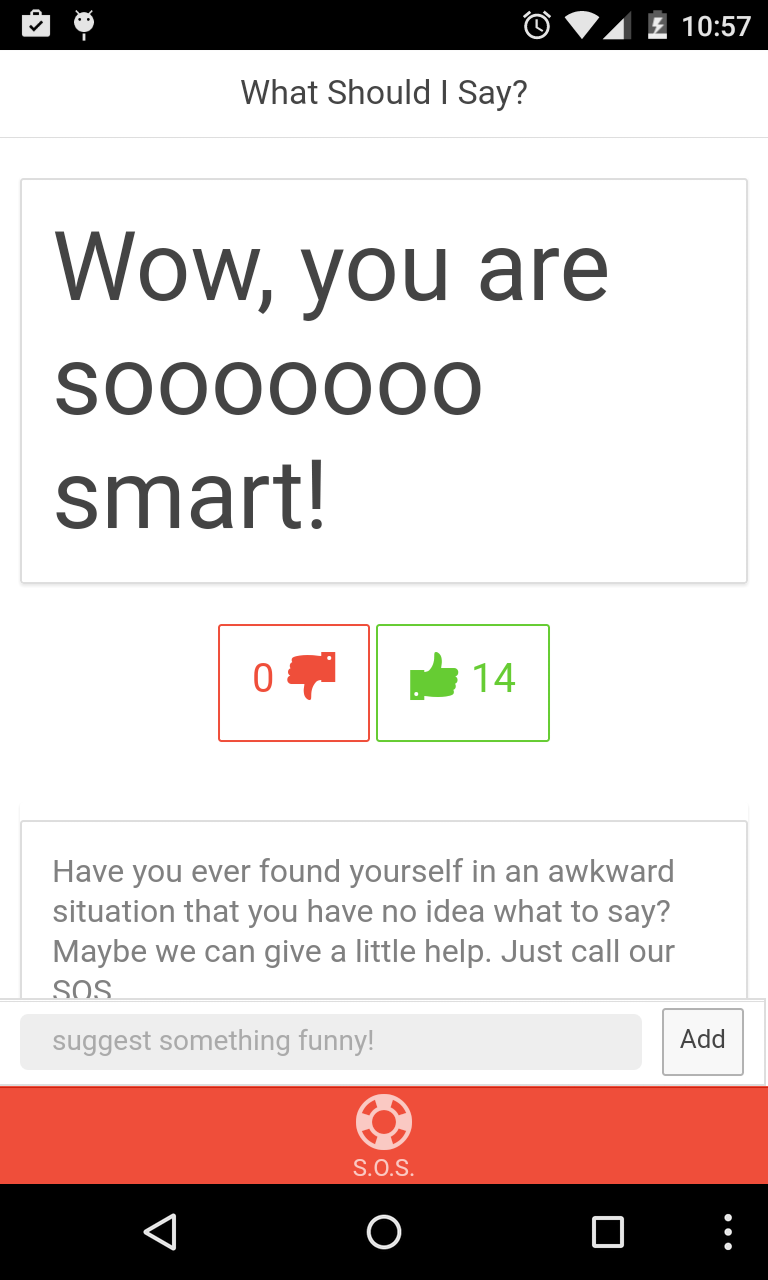 10:57
What Should I Say?
Wow, you are
sooooooo
smart!
0 14
Have you ever found yourself in an awkward
situation that you have no idea what to say?
Maybe we can give a little help. Just call our
SOS
suggest something funny! Add
S.O.S.